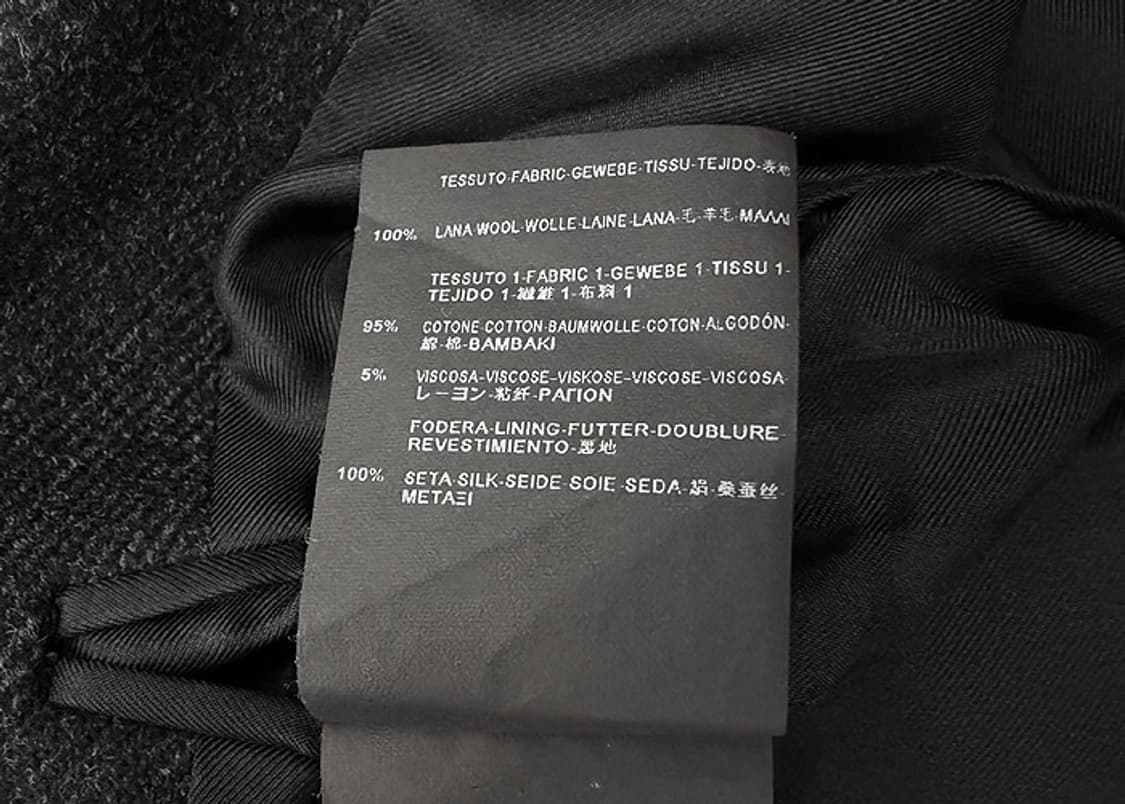 TESSUTO-FABRIC-GEWEBE-TISSU-TEJIDO-表地
100% LANA-WOOL-WOLLE-LAINE-LANA-毛-羊毛-ΜΑΛΛΙ
TESSUTO 1-FABRIC 1-GEWEBE 1-TISSU 1-
TEJIDO 1-繊維 1-布料 1
95% COTONE-COTTON-BAUMWOLLE-COTON-ALGODÓN-
綿-棉-BAMBAKI
5% VISCOSA-VISCOSE-VISKOSE-VISCOSE-VISCOSA-
レーヨン-粘纤-ΡΑΓΙΟΝ
FODERA-LINING-FUTTER-DOUBLURE-
REVESTIMIENTO-裏地
100% SETA-SILK-SEIDE-SOIE-SEDA-絹-桑蚕丝-
ΜΕΤΑΞΙ